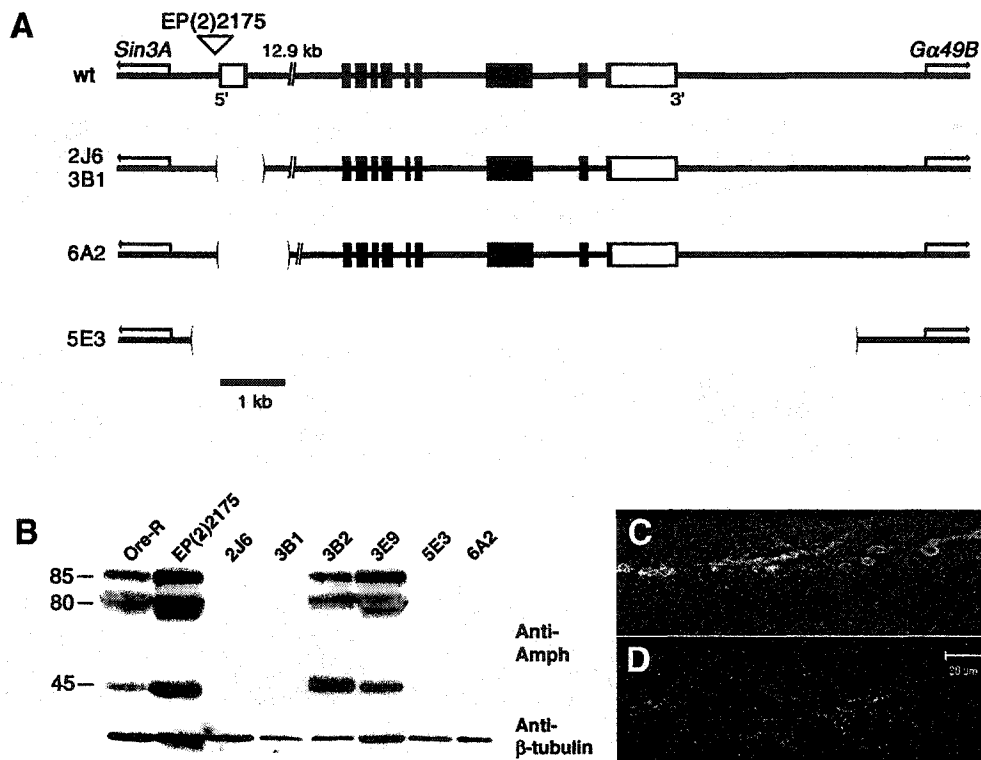 A
EP(2)2175
Sin3A
12.9 kb
Gα49B
wt
5'
3'
2J6
3B1
6A2
5E3
1 kb
B
Ore-R
EP(2)2175
2J6
3B1
3B2
3E9
5E3
6A2
85
80
45
Anti-
Amph
Anti-
β-tubulin
C
D
20 µm